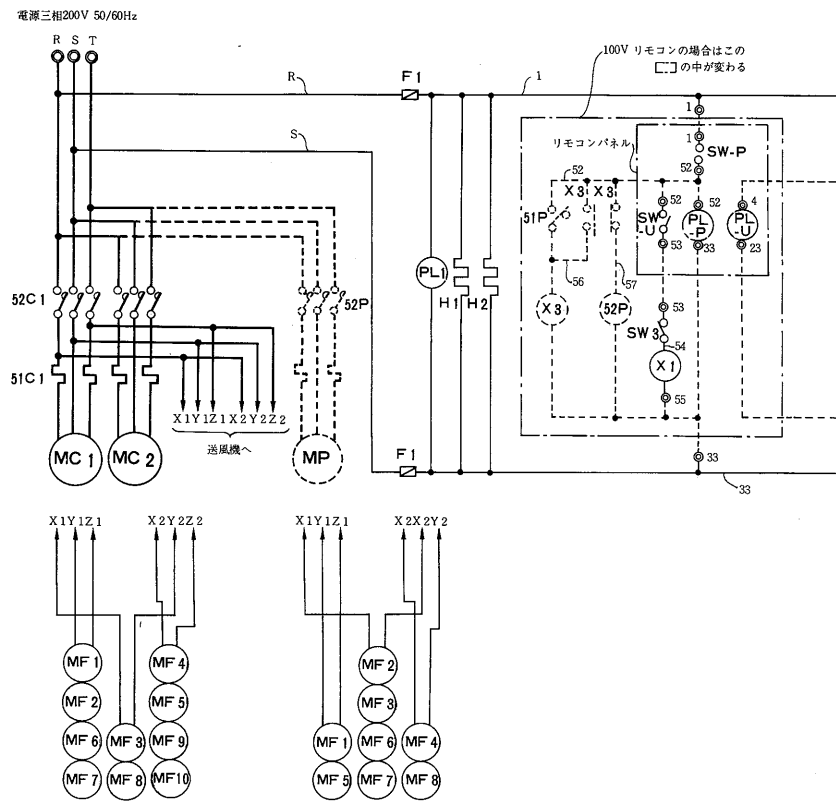 電源三相200V 50/60Hz
R S T
100V リモコンの場合はこの
の中が変わる
R
F1
1
1
S
リモコンパネル
1
SW-P
52
52
X3 X3
51P
52
SW
-U
52
PL
-P
4
PL
-U
53
33
23
PL1
H1 H2
56
57
52C1
52P
X3
52P
53
SW3
54
X1
51C1
55
X1Y1Z1 X2Y2Z2
送風機へ
MC1
MC2
MP
F1
33
33
X1Y1Z1
X2Y2Z2
X1Y1Z1
X2X2Y2
MF1
MF4
MF2
MF2
MF5
MF3
MF6
MF3
MF9
MF1
MF6
MF4
MF7
MF8
MF10
MF5
MF7
MF8